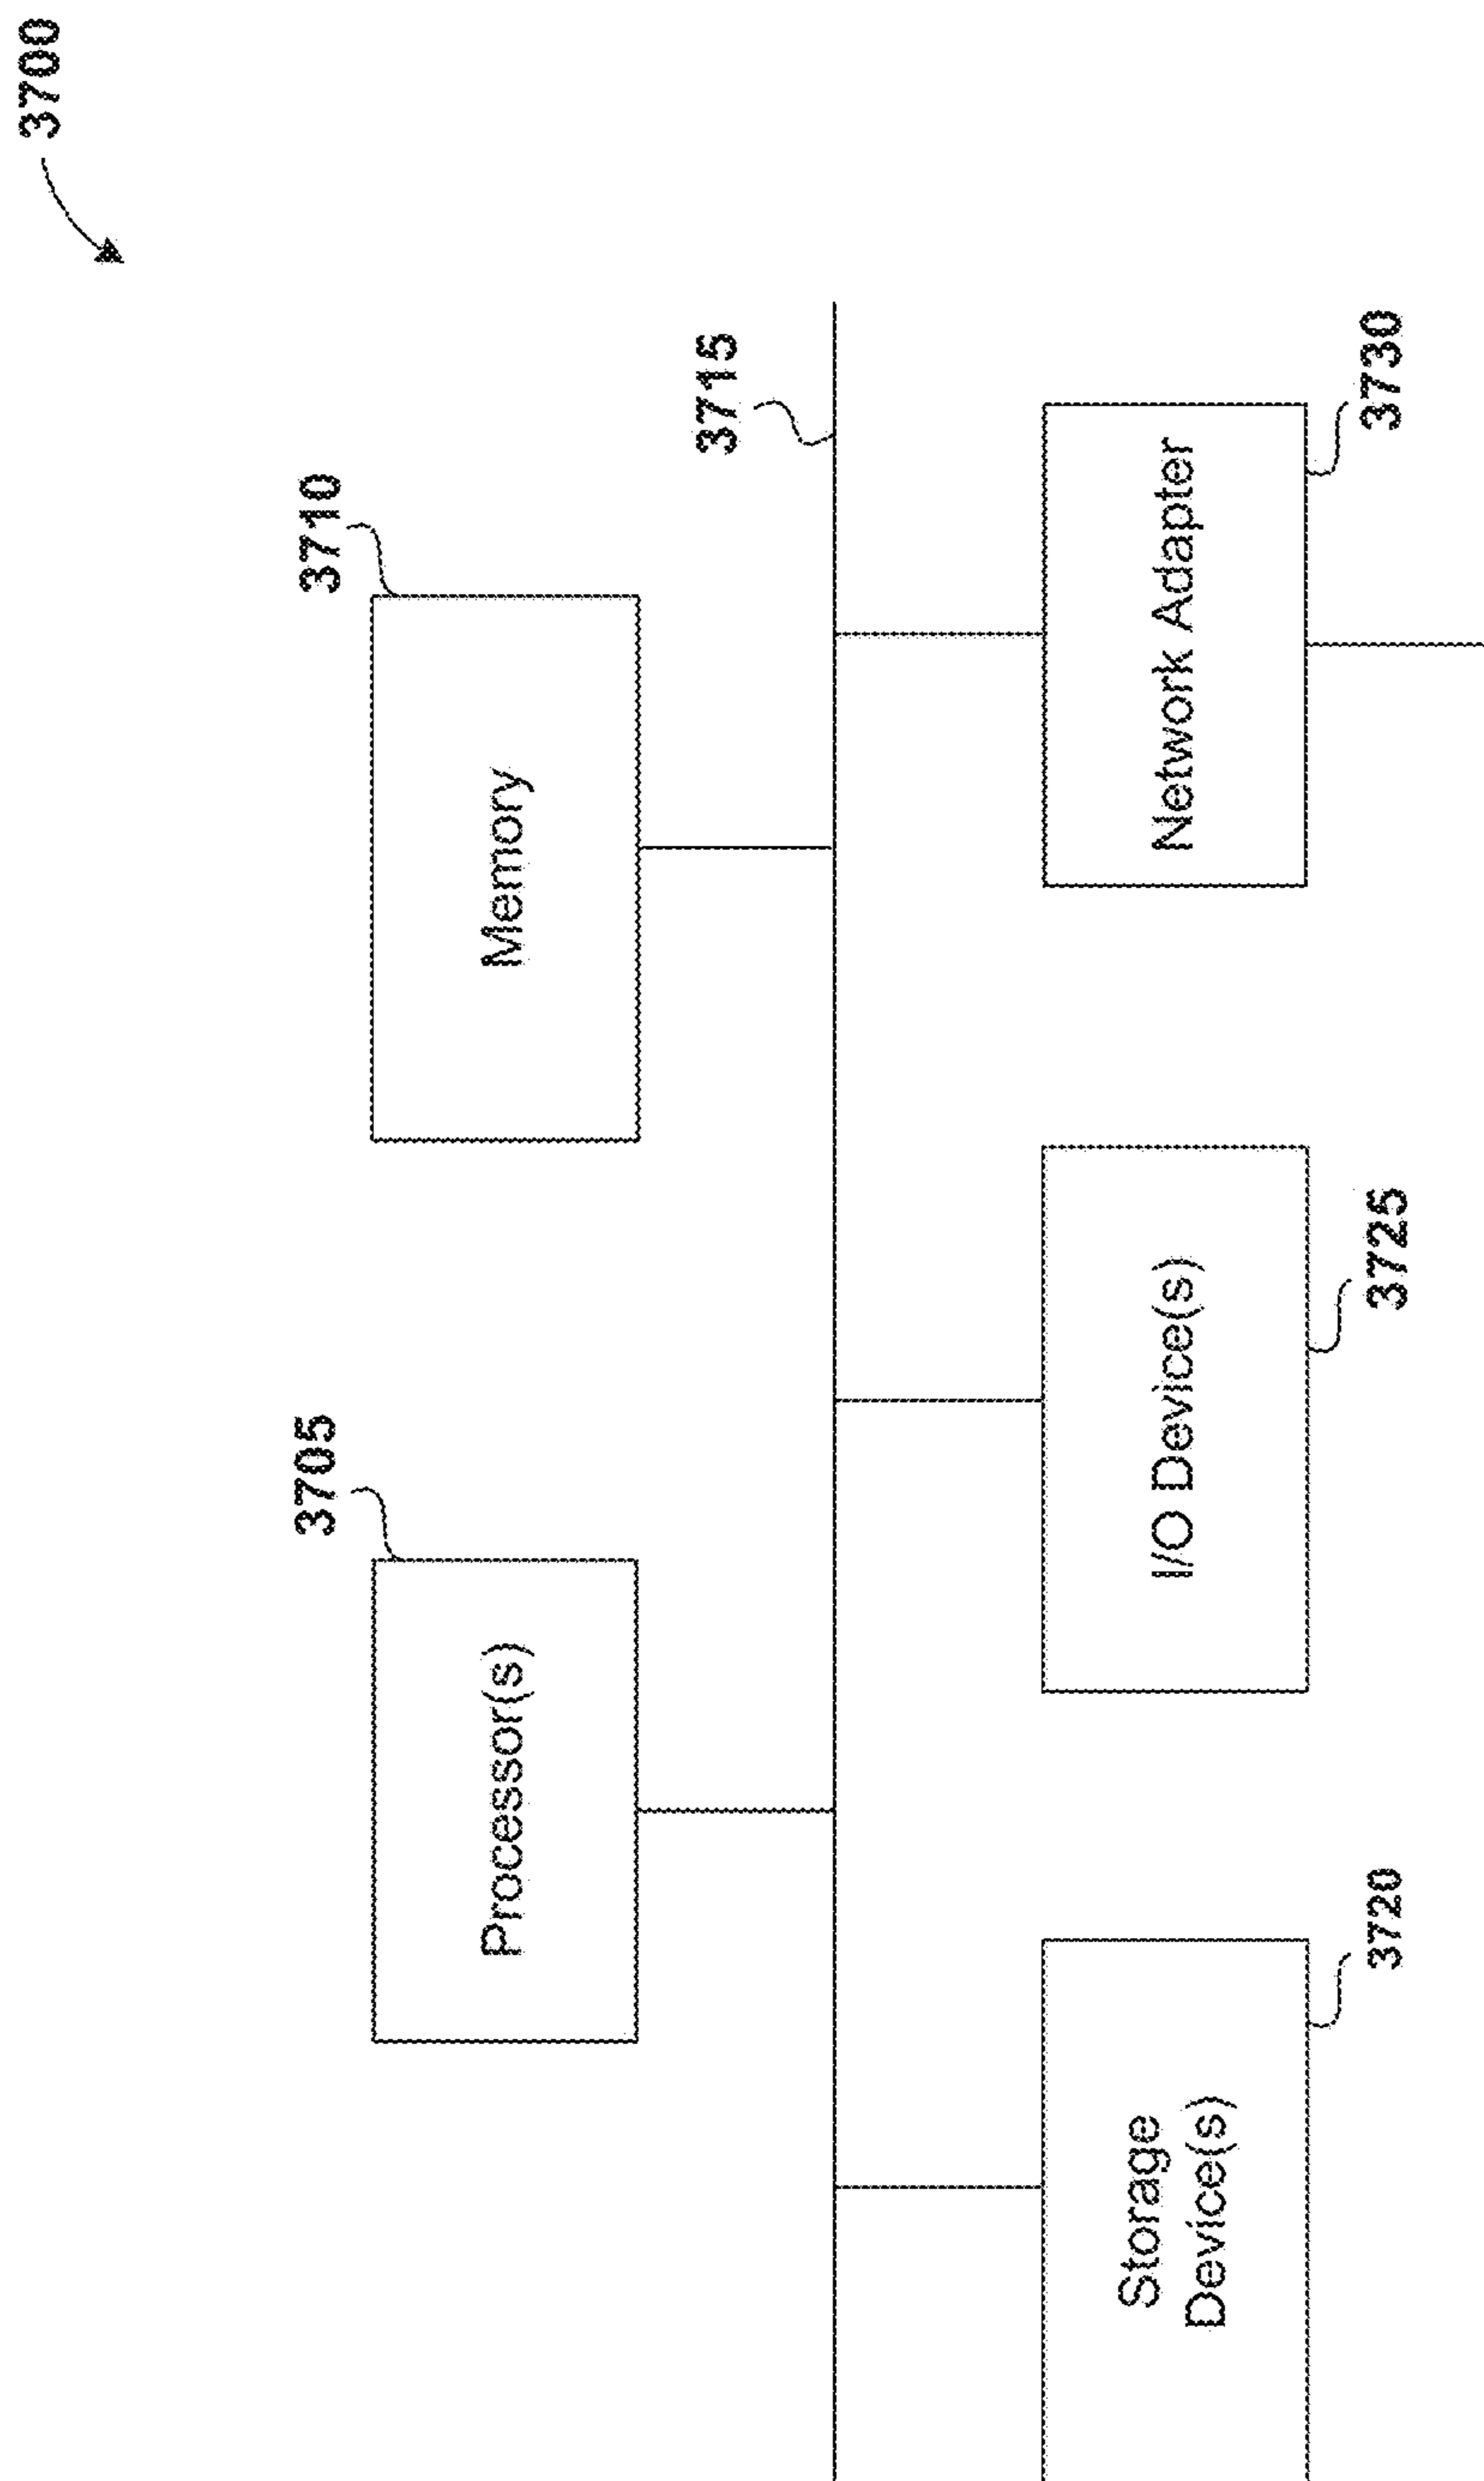 3700
3705
Processor(s)
3710
Memory
3715
Storage
Device(s)
3720
I/O Device(s)
3725
Network Adapter
3730